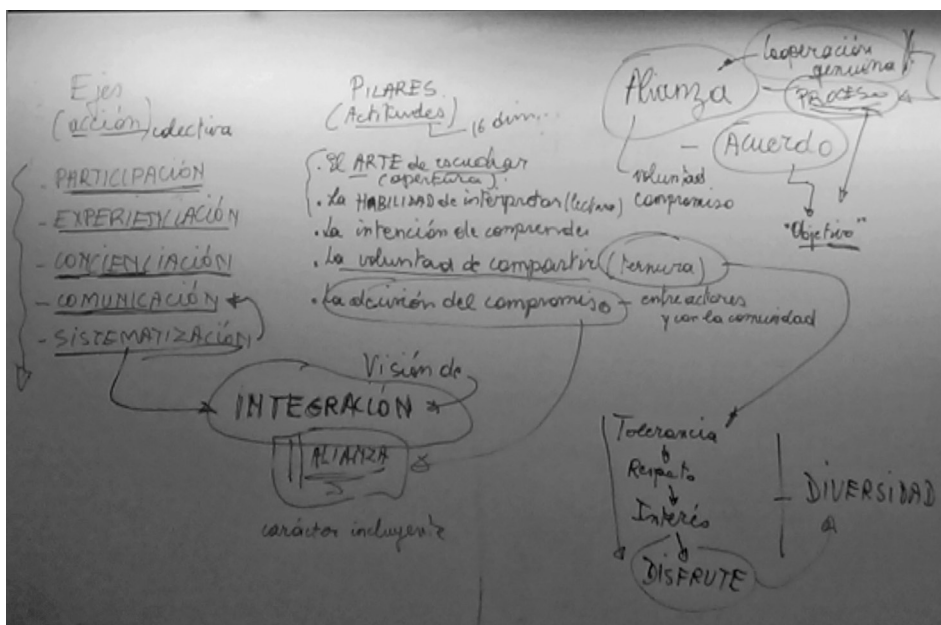 Ejes
(acción) colectiva
- PARTICIPACIÓN
- EXPERIENCIACIÓN
- CONCIENCIACIÓN
- COMUNICACIÓN
- SISTEMATIZACIÓN
PILARES
(Actitudes)
16 dim...
. El ARTE de escuchar
(apertura).
. La HABILIDAD de interpretar (lectura)
. La intención de comprender
. La voluntad de compartir (ternura)
. La decisión del compromiso - entre actores
y con la comunidad
Alianza
Cooperación
genuina
- PROCESO
- Acuerdo
voluntad
compromiso
"Objetivo"
Visión de
INTEGRACIÓN
ALIANZA
carácter incluyente
Tolerancia
Respeto
Interés
DISFRUTE
DIVERSIDAD